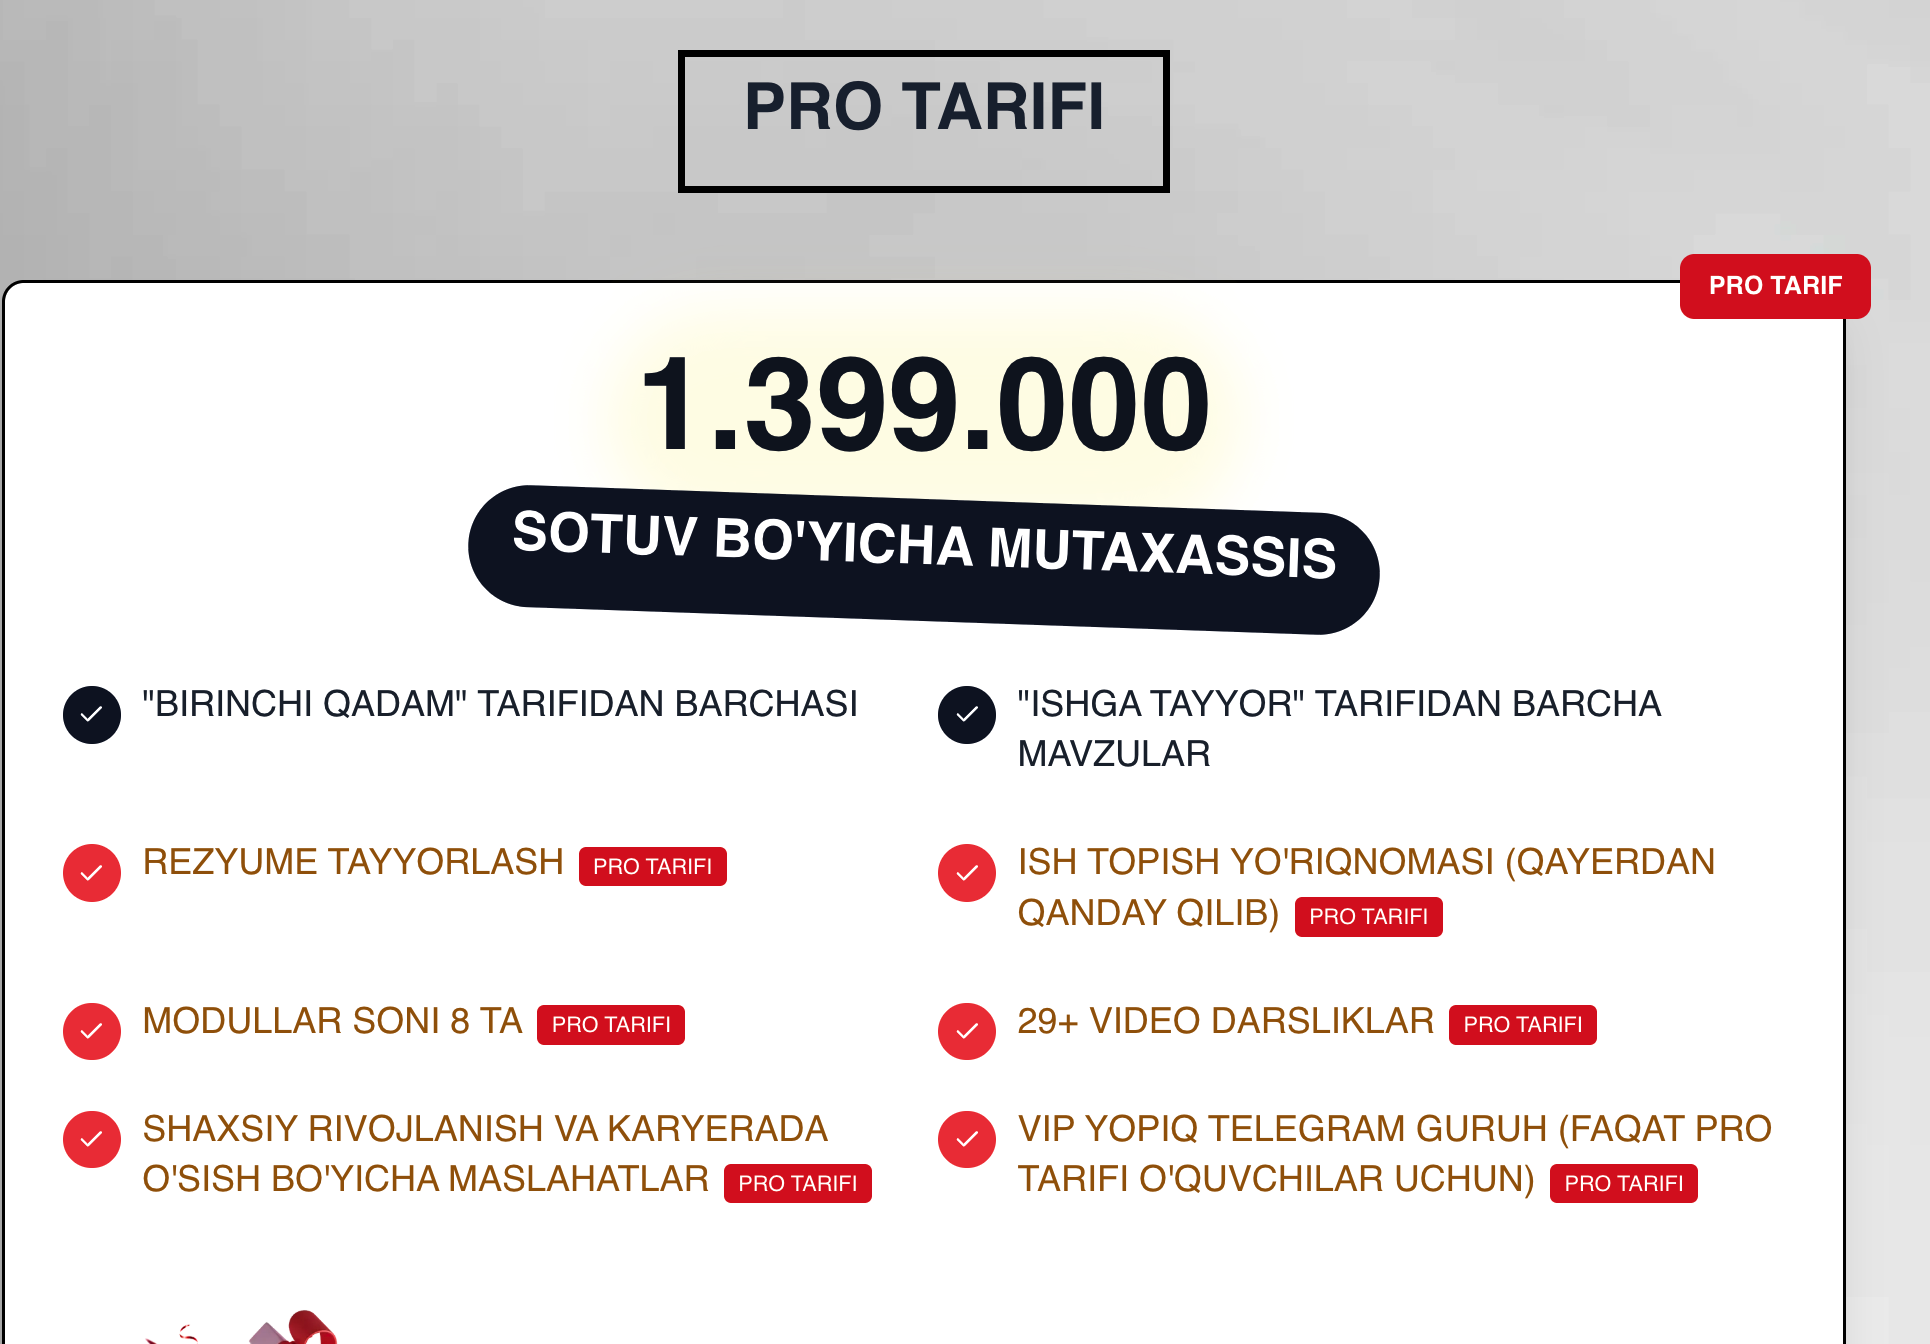 PRO TARIFI
PRO TARIF
1.399.000
SOTUV BO'YICHA MUTAXASSIS
"BIRINCHI QADAM" TARIFIDAN BARCHASI
"ISHGA TAYYOR" TARIFIDAN BARCHA
MAVZULAR
REZYUME TAYYORLASH PRO TARIFI
ISH TOPISH YO'RIQNOMASI (QAYERDAN
QANDAY QILIB) PRO TARIFI
MODULLAR SONI 8 TA PRO TARIFI
29+ VIDEO DARSLIKLAR PRO TARIFI
SHAXSIY RIVOJLANISH VA KARYERADA
O'SISH BO'YICHA MASLAHATLAR PRO TARIFI
VIP YOPIQ TELEGRAM GURUH (FAQAT PRO
TARIFI O'QUVCHILAR UCHUN) PRO TARIFI